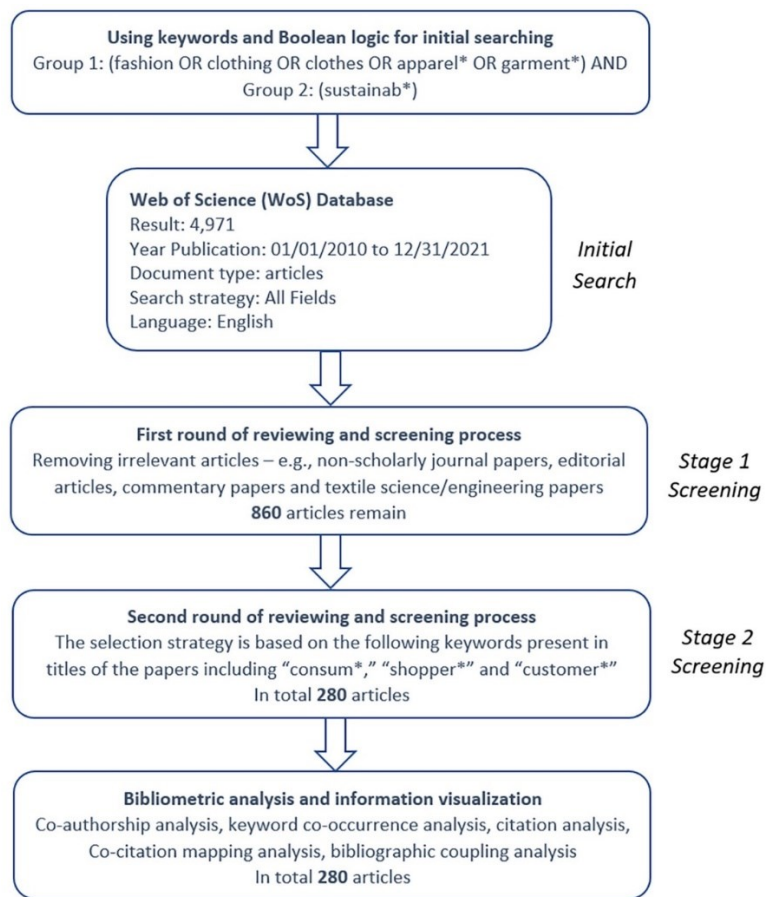 Using keywords and Boolean logic for initial searching
Group 1: (fashion OR clothing OR clothes OR apparel* OR garment*) AND
Group 2: (sustainab*)
Web of Science (WoS) Database
Result: 4,971
Year Publication: 01/01/2010 to 12/31/2021
Document type: articles
Search strategy: All Fields
Language: English
Initial
Search
First round of reviewing and screening process
Removing irrelevant articles – e.g., non-scholarly journal papers, editorial
articles, commentary papers and textile science/engineering papers
860 articles remain
Stage 1
Screening
Second round of reviewing and screening process
The selection strategy is based on the following keywords present in
titles of the papers including “consum*,” “shopper*” and “customer*”
In total 280 articles
Stage 2
Screening
Bibliometric analysis and information visualization
Co-authorship analysis, keyword co-occurrence analysis, citation analysis,
Co-citation mapping analysis, bibliographic coupling analysis
In total 280 articles